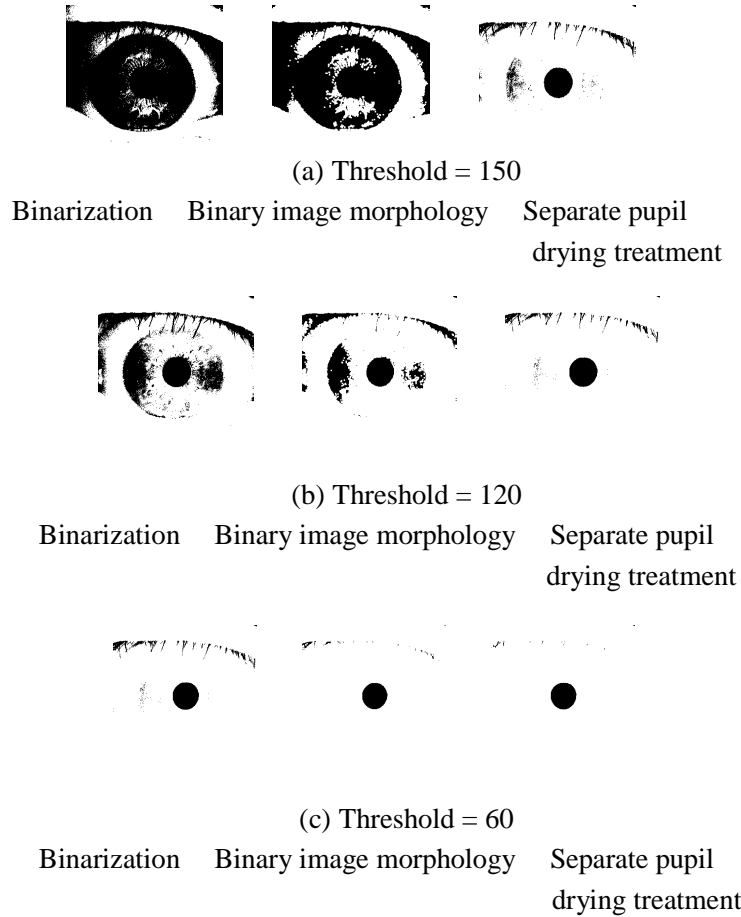 (a) Threshold = 150
Binarization Binary image morphology Separate pupil
drying treatment
(b) Threshold = 120
Binarization Binary image morphology Separate pupil
drying treatment
(c) Threshold = 60
Binarization Binary image morphology Separate pupil
drying treatment